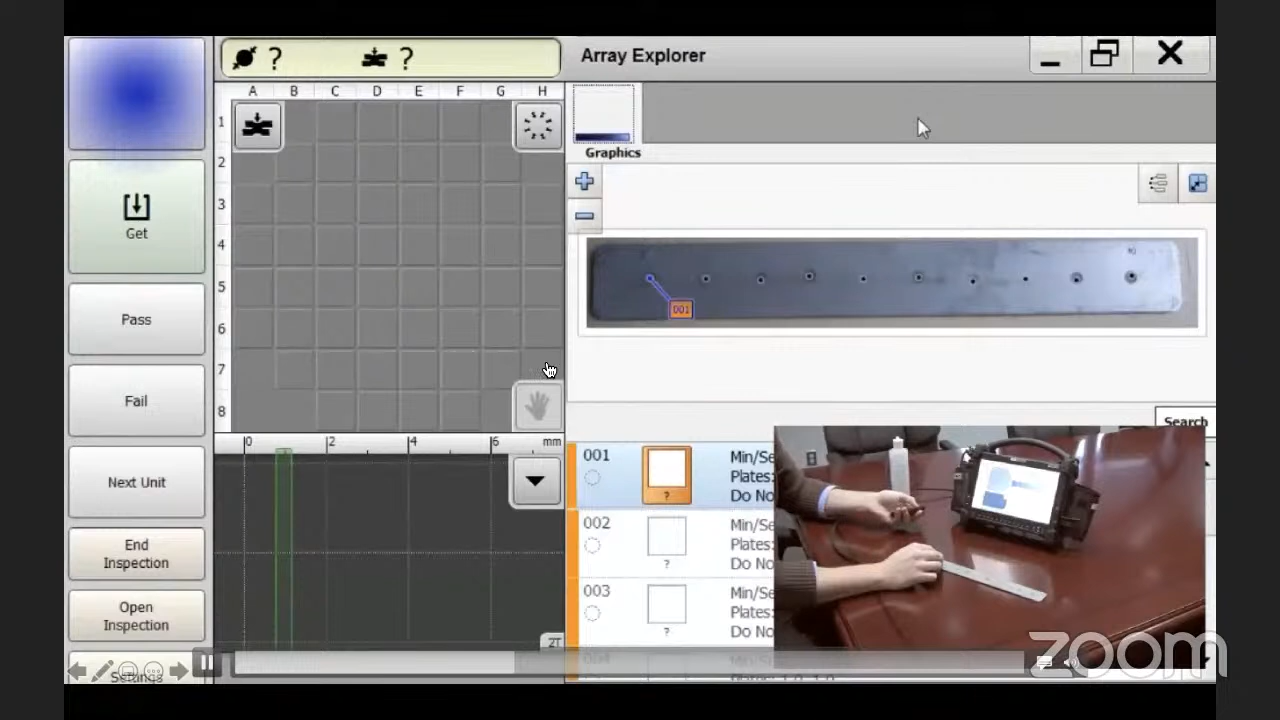 ? ?
Array Explorer
A B C D E F G H
1
2
3
4
5
6
7
8
Graphics
Get
Pass
Fail
Next Unit
End
Inspection
Open
Inspection
Settings
001
Search
0 2 4 6 mm
2T
001
?
Min/Se
Plates:
Do No
002
?
Min/Se
Plates:
Do No
003
?
Min/Se
Plates:
Do No
004
zoom